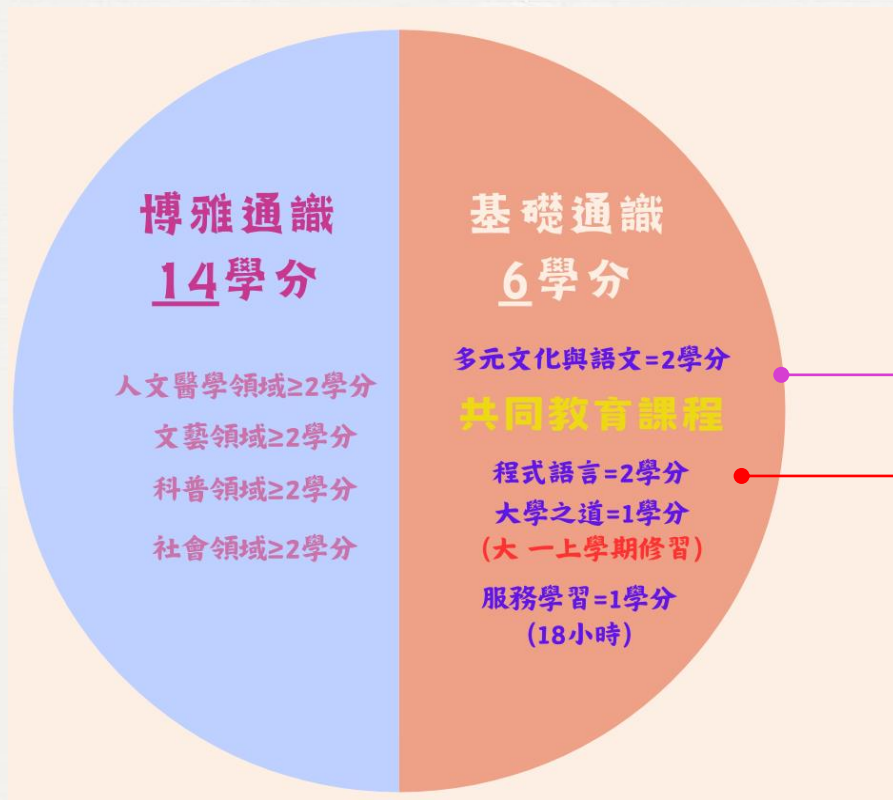 博雅通識
14學分
人文醫學領域≥2學分
文藝領域≥2學分
科普領域≥2學分
社會領域≥2學分
基礎通識
6學分
多元文化與語文=2學分
共同教育課程
程式語言=2學分
大學之道=1學分
(大 一上學期修習)
服務學習=1學分
(18小時)